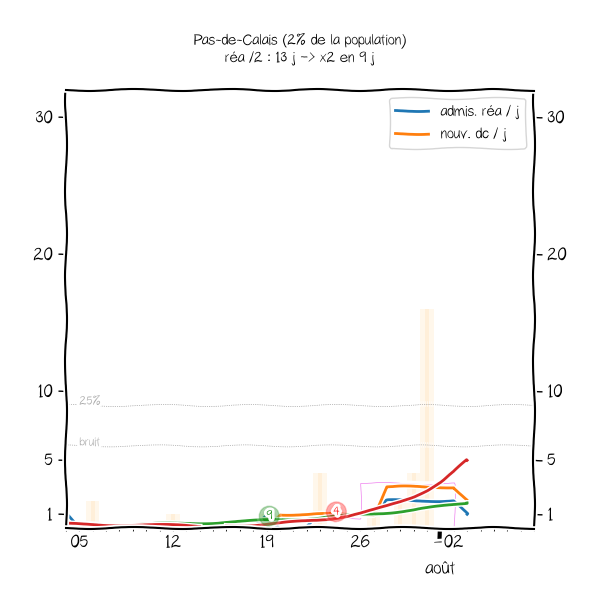 Pas-de-Calais (2% de la population)
réa /2 : 13 j -> x2 en 9 j
admis. réa / j
nouv. dc / j
30 30
20 20
10 10
25%
bruit
5 5
9 4
1 1
05 12 19 26 02
août